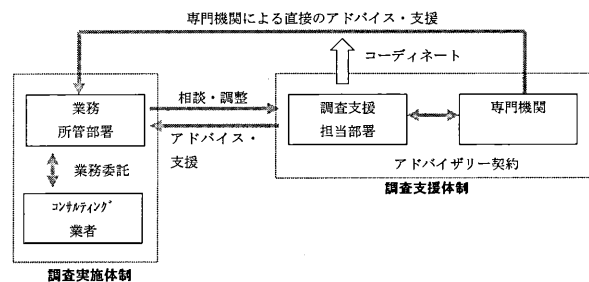 専門機関による直接のアドバイス・支援
コーディネート
業務
所管部署
相談・調整
アドバイス・
支援
調査支援
担当部署
専門機関
業務委託
アドバイザリー契約
調査支援体制
コンサルティング
業者
調査実施体制